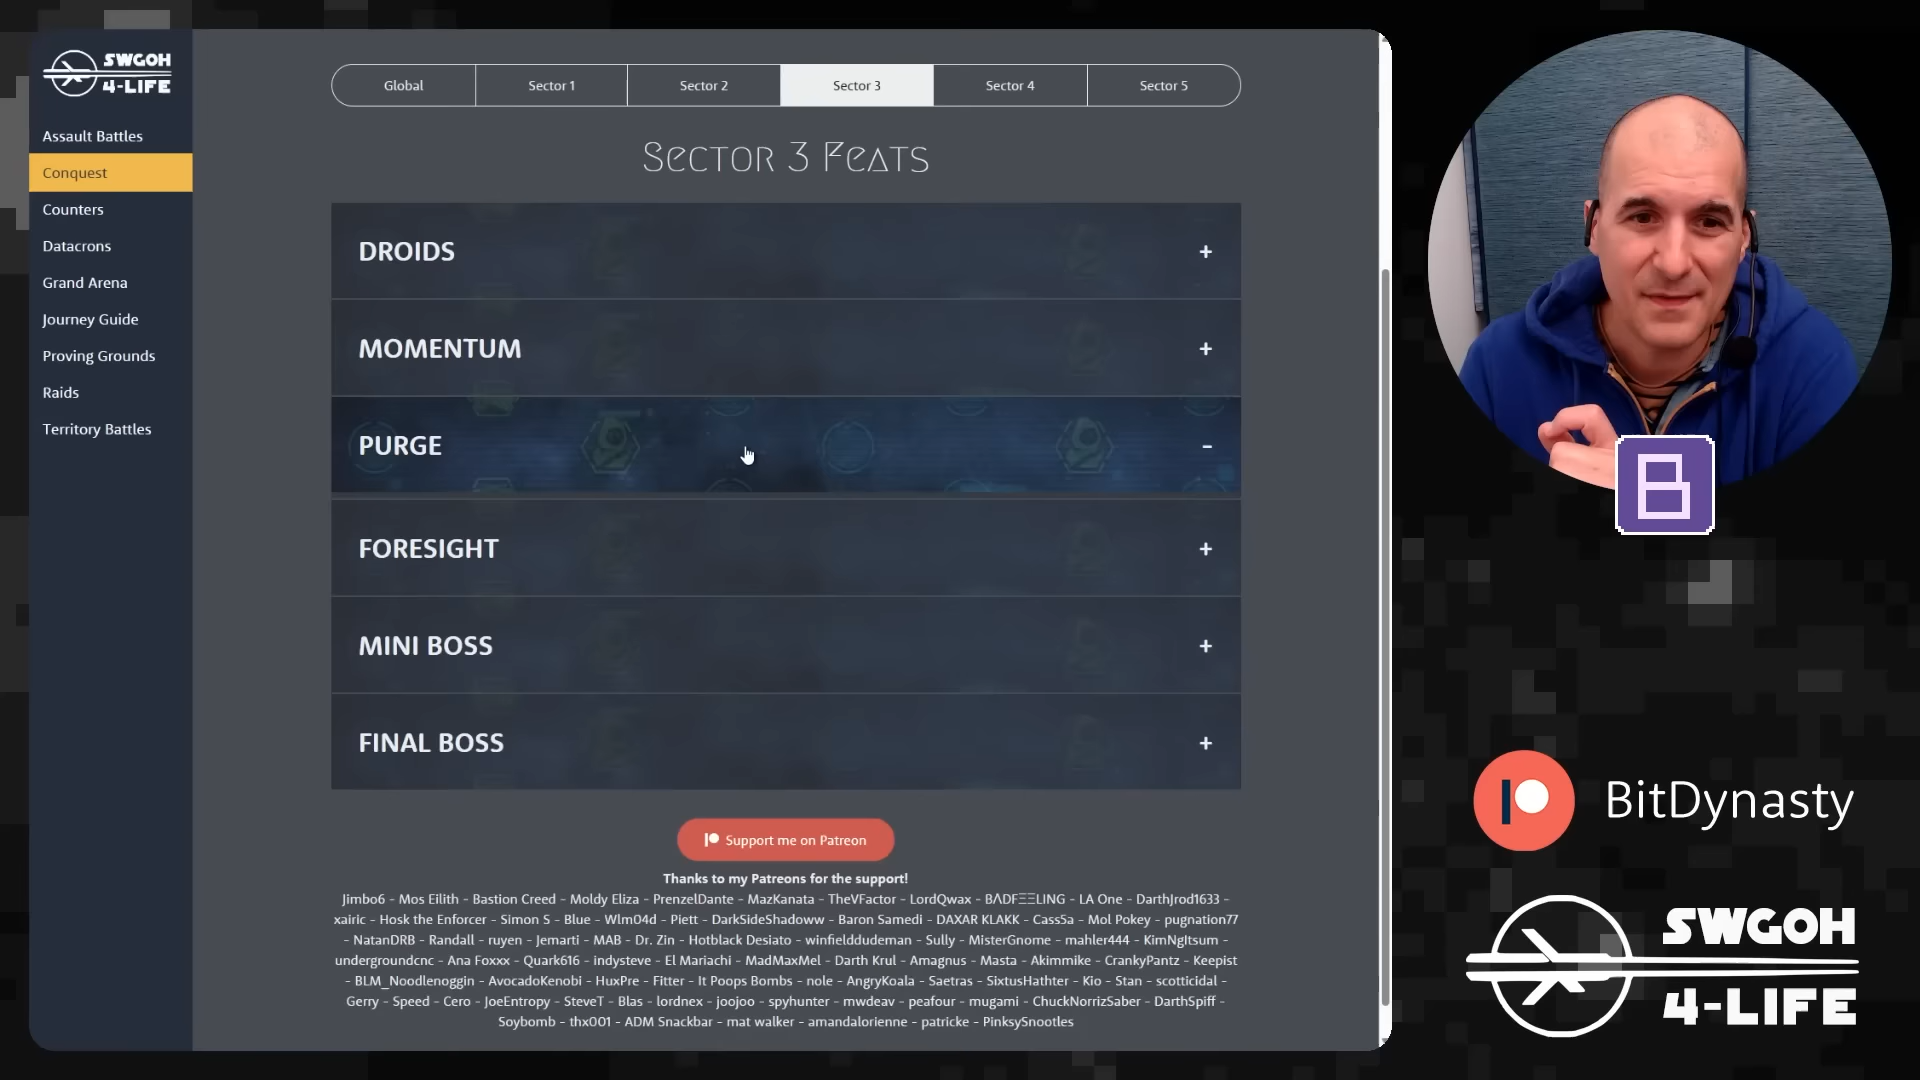 SWGOH
4-LIFE
Assault Battles
Conquest
Counters
Datacrons
Grand Arena
Journey Guide
Proving Grounds
Raids
Territory Battles
Global
Sector 1
Sector 2
Sector 3
Sector 4
Sector 5
Sector 3 Feats
DROIDS +
MOMENTUM +
PURGE -
FORESIGHT +
MINI BOSS +
FINAL BOSS +
Support me on Patreon
Thanks to my Patreons for the support!
Jimbo6 - Mos Eilith - Bastion Creed - Moldy Eliza - PrenzelDante - MazKanata - TheVFactor - LordQwax - BΛDFΞΞLING - LA One - DarthJrod1633 -
xairic - Hosk the Enforcer - Simon S - Blue - Wlm04d - Piett - DarkSideShadoww - Baron Samedi - DAXAR KLAKK - Cass5a - Mol Pokey - pugnation77
- NatanDRB - Randall - ruyen - Jemarti - MAB - Dr. Zin - Hotblack Desiato - winfielddudeman - Sully - MisterGnome - mahler444 - KimNgItsum -
undergroundcnc - Ana Foxxx - Quark616 - indysteve - El Mariachi - MadMaxMel - Darth Krul - Amagnus - Masta - Akimmike - CrankyPantz - Keepist
- BLM_Noodlenoggin - AvocadoKenobi - HuxPre - Fitter - It Poops Bombs - nole - AngryKoala - Saetras - SixtusHathter - Kio - Stan - scotticidal -
Gerry - Speed - Cero - JoeEntropy - SteveT - Blas - lordnex - joojoo - spyhunter - mwdeav - peafour - mugami - ChuckNorrizSaber - DarthSpiff -
Soybomb - thx001 - ADM Snackbar - mat walker - amandalorienne - patricke - PinksySnootles
B
BitDynasty
SWGOH
4-LIFE